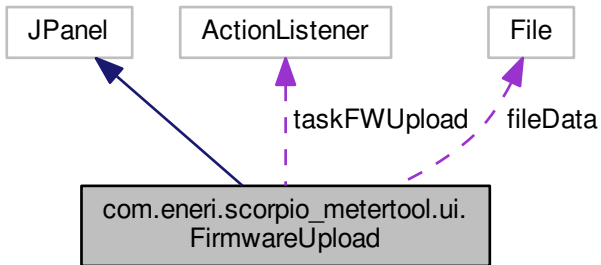 JPanel
ActionListener
File
taskFWUpload
fileData
com.eneri.scorpio_metertool.ui.
FirmwareUpload